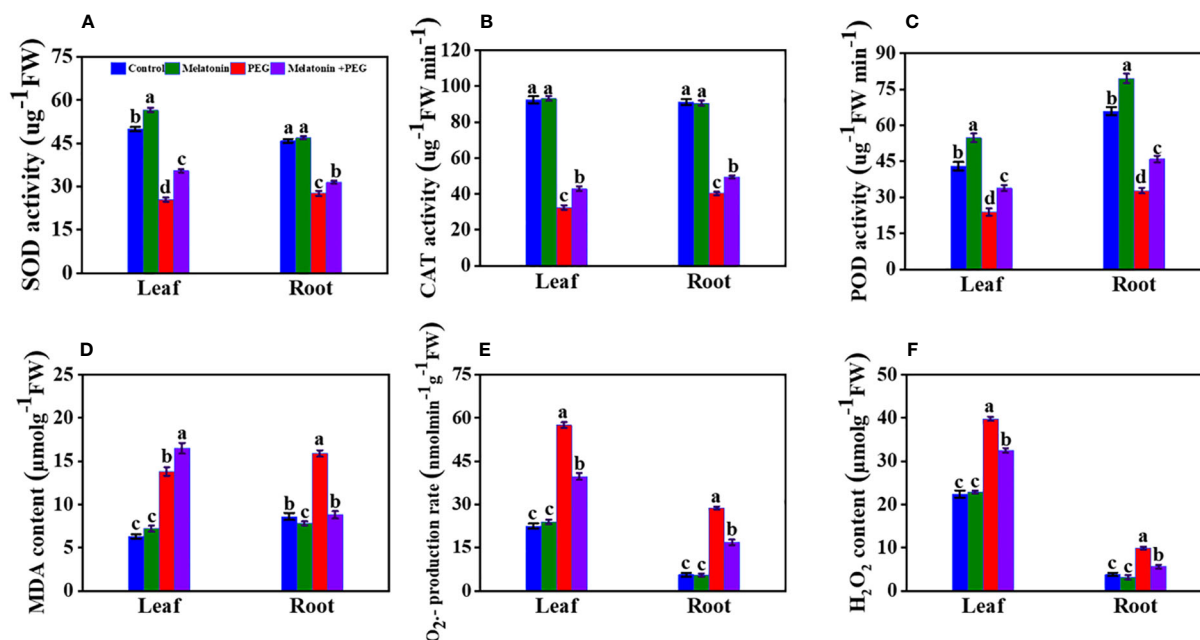 A
SOD activity (ug-1FW)
75
60
45
30
15
0
Control Melatonin PEG Melatonin +PEG
b a d c
a a c b
Leaf Root
B
CAT activity (ug-1FW min-1)
120
100
80
60
40
20
0
a a c b
a a c b
Leaf Root
C
POD activity (ug-1FW min-1)
90
75
60
45
30
15
0
b a d c
b a d c
Leaf Root
D
MDA content (μmolg-1FW)
25
20
15
10
5
0
c c b a
b c a b
Leaf Root
E
O2.- production rate (nmolmin-1g-1FW)
75
60
45
30
15
0
c c a b
c c a b
Leaf Root
F
H2O2 content (μmolg-1FW)
50
40
30
20
10
0
c c a b
c c a b
Leaf Root